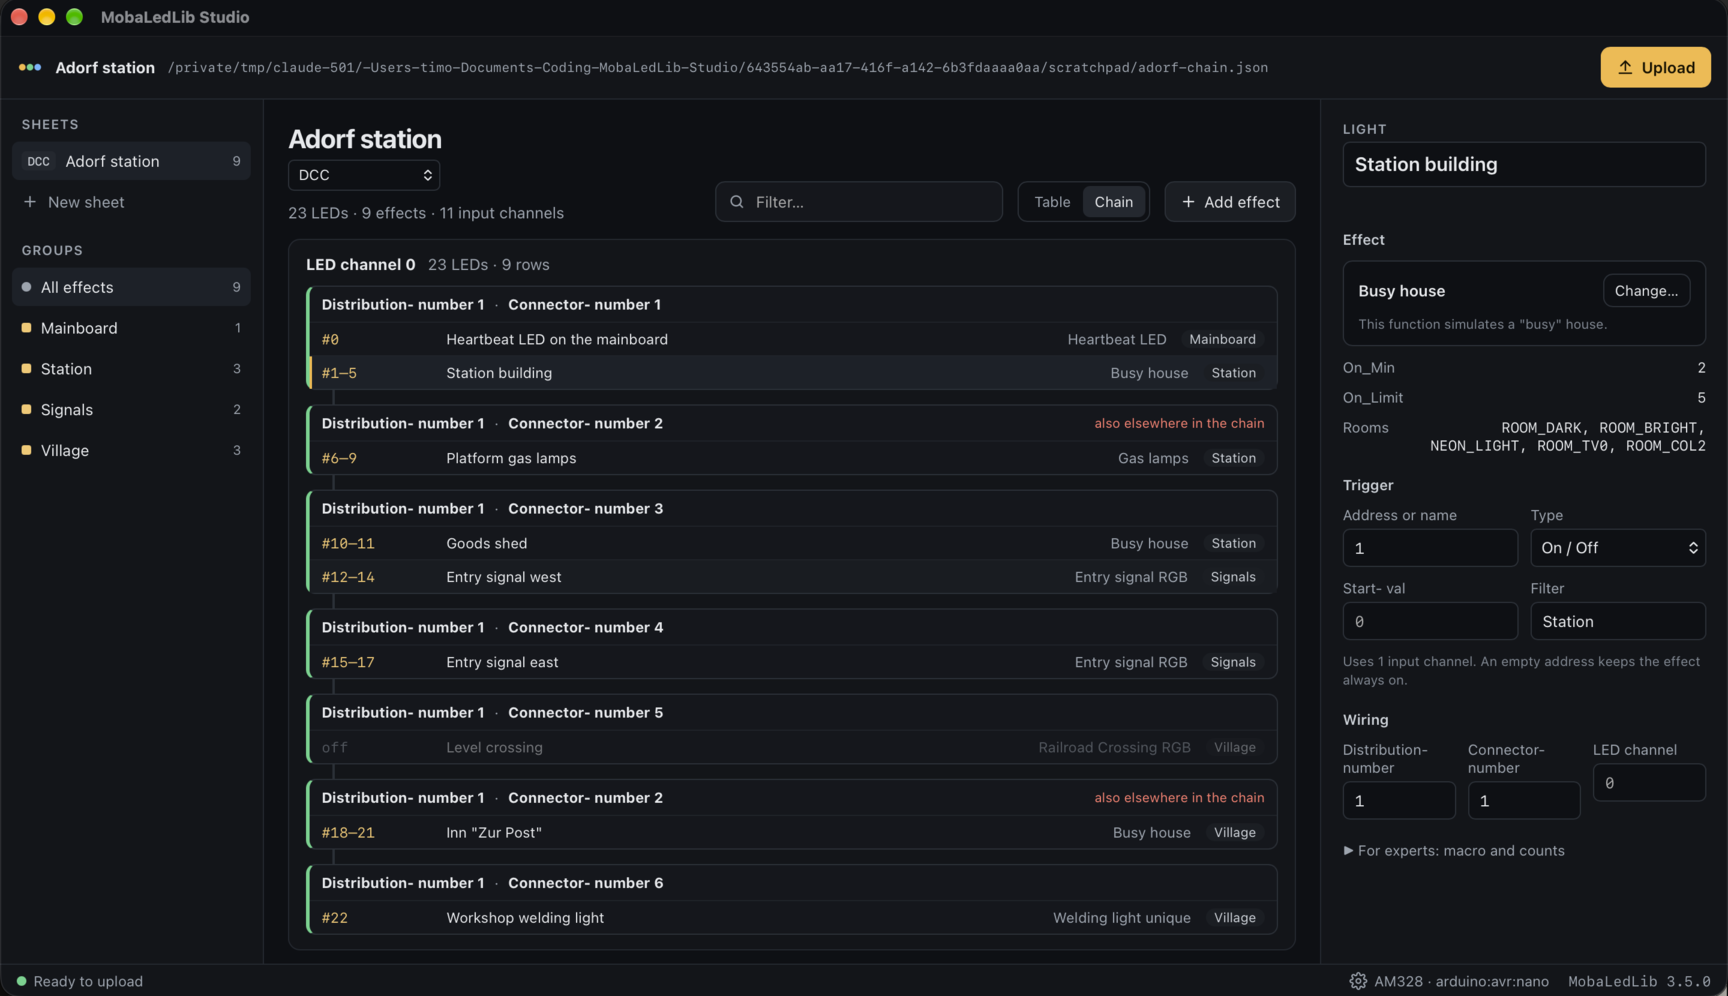 MobaLedLib Studio
Adorf station /private/tmp/claude-501/-Users-timo-Documents-Coding-MobaLedLib-Studio/643554ab-aa17-416f-a142-6b3fdaaaa0aa/scratchpad/adorf-chain.json
Upload
SHEETS
DCC Adorf station 9
+ New sheet
GROUPS
All effects 9
Mainboard 1
Station 3
Signals 2
Village 3
Adorf station
DCC
23 LEDs · 9 effects · 11 input channels
Filter...
Table Chain
+ Add effect
LED channel 0 23 LEDs · 9 rows
Distribution- number 1 · Connector- number 1
#0 Heartbeat LED on the mainboard Heartbeat LED Mainboard
#1–5 Station building Busy house Station
Distribution- number 1 · Connector- number 2 also elsewhere in the chain
#6–9 Platform gas lamps Gas lamps Station
Distribution- number 1 · Connector- number 3
#10–11 Goods shed Busy house Station
#12–14 Entry signal west Entry signal RGB Signals
Distribution- number 1 · Connector- number 4
#15–17 Entry signal east Entry signal RGB Signals
Distribution- number 1 · Connector- number 5
off Level crossing Railroad Crossing RGB Village
Distribution- number 1 · Connector- number 2 also elsewhere in the chain
#18–21 Inn "Zur Post" Busy house Village
Distribution- number 1 · Connector- number 6
#22 Workshop welding light Welding light unique Village
LIGHT
Station building
Effect
Busy house Change...
This function simulates a "busy" house.
On_Min 2
On_Limit 5
Rooms ROOM_DARK, ROOM_BRIGHT,
NEON_LIGHT, ROOM_TV0, ROOM_COL2
Trigger
Address or name Type
1 On / Off
Start- val Filter
0 Station
Uses 1 input channel. An empty address keeps the effect
always on.
Wiring
Distribution- Connector- LED channel
number number
1 1 0
For experts: macro and counts
Ready to upload
AM328 · arduino:avr:nano MobaLedLib 3.5.0